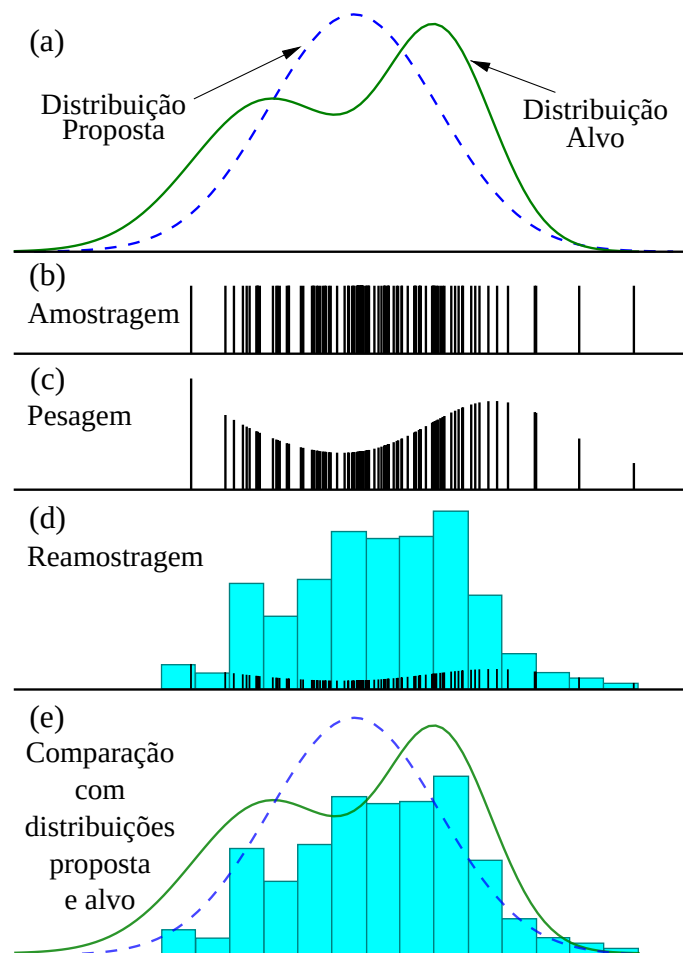 (a)
Distribuição
Proposta
Distribuição
Alvo
(b)
Amostragem
(c)
Pesagem
(d)
Reamostragem
(e)
Comparação
com
distribuições
proposta
e alvo